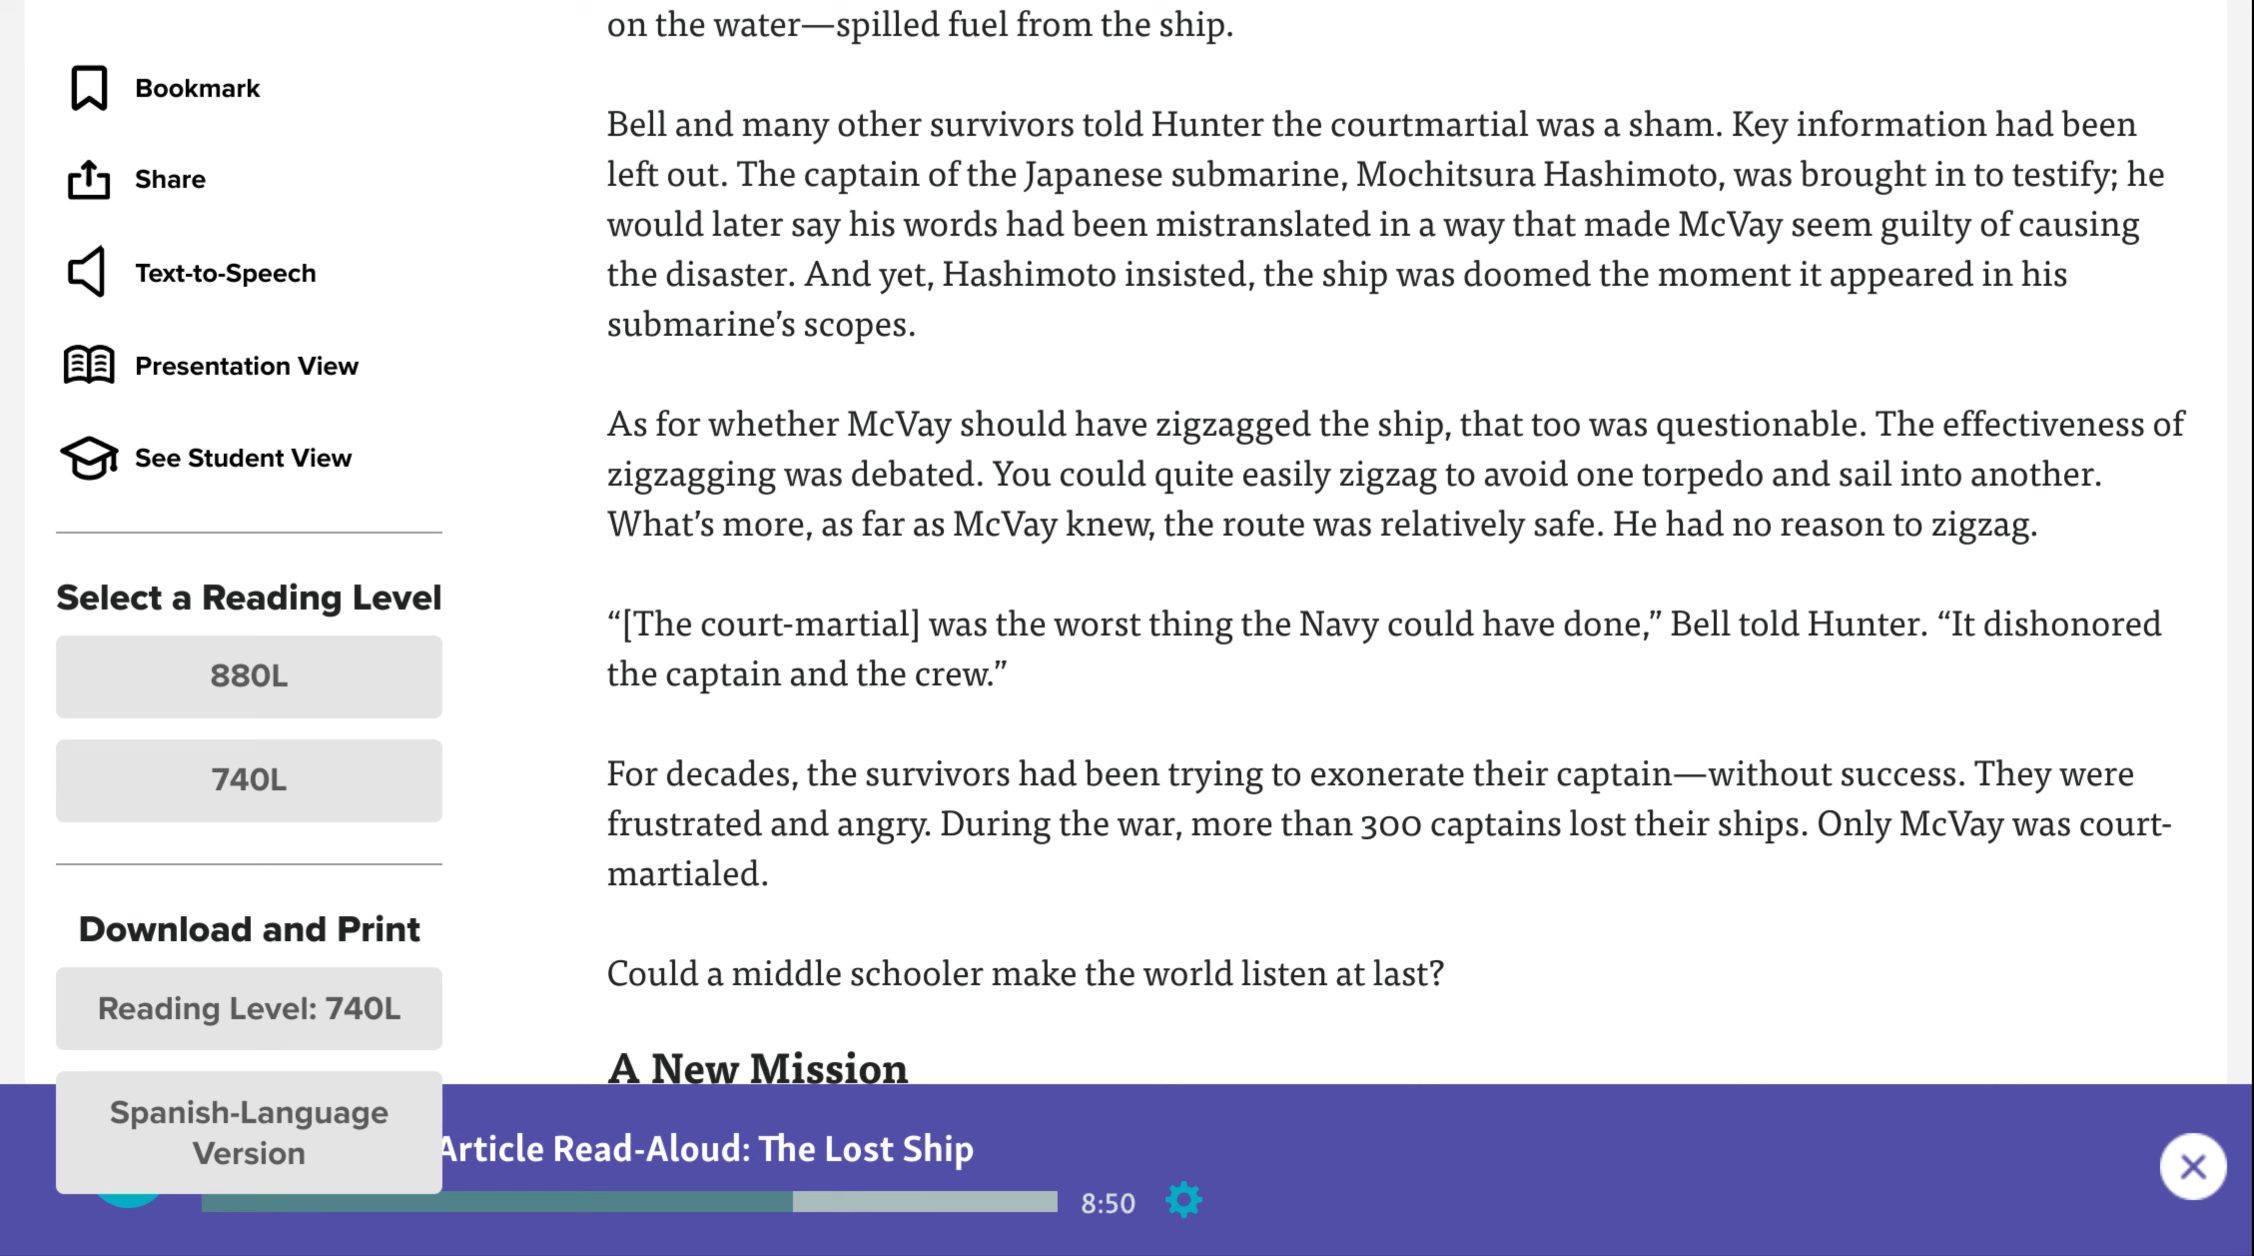 on the water—spilled fuel from the ship.
Bookmark
Share
Text-to-Speech
Presentation View
See Student View
Select a Reading Level
880L
740L
Download and Print
Reading Level: 740L
Spanish-Language
Version
Bell and many other survivors told Hunter the courtmartial was a sham. Key information had been
left out. The captain of the Japanese submarine, Mochitsura Hashimoto, was brought in to testify; he
would later say his words had been mistranslated in a way that made McVay seem guilty of causing
the disaster. And yet, Hashimoto insisted, the ship was doomed the moment it appeared in his
submarine’s scopes.
As for whether McVay should have zigzagged the ship, that too was questionable. The effectiveness of
zigzagging was debated. You could quite easily zigzag to avoid one torpedo and sail into another.
What’s more, as far as McVay knew, the route was relatively safe. He had no reason to zigzag.
“[The court-martial] was the worst thing the Navy could have done,” Bell told Hunter. “It dishonored
the captain and the crew.”
For decades, the survivors had been trying to exonerate their captain—without success. They were
frustrated and angry. During the war, more than 300 captains lost their ships. Only McVay was court-
martialed.
Could a middle schooler make the world listen at last?
A New Mission
Article Read-Aloud: The Lost Ship
8:50